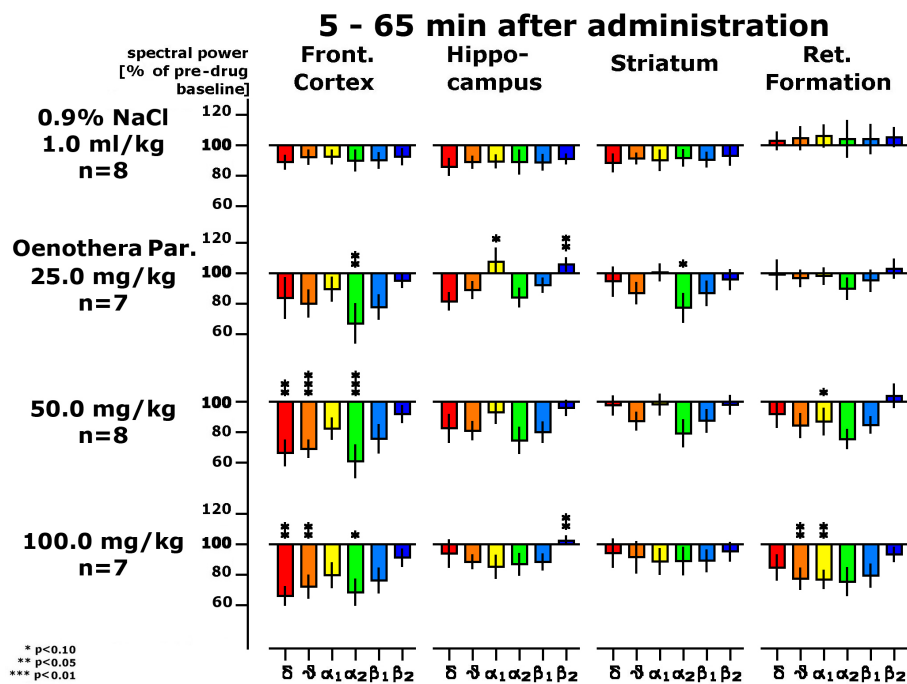 5 - 65 min after administration
spectral power
[% of pre-drug
baseline]
Front.
Cortex
Hippo-
campus
Striatum
Ret.
Formation
0.9% NaCl
1.0 ml/kg
n=8
120
100
80
60
Oenothera Par.
25.0 mg/kg
n=7
120
100
80
60
** * ** *
50.0 mg/kg
n=8
100
80
60
** *** *** *
100.0 mg/kg
n=7
120
100
80
60
** ** * ** ** **
* p<0.10
** p<0.05
*** p<0.01
δ ϑ α1 α2 β1 β2 δ ϑ α1 α2 β1 β2 δ ϑ α1 α2 β1 β2 δ ϑ α1 α2 β1 β2